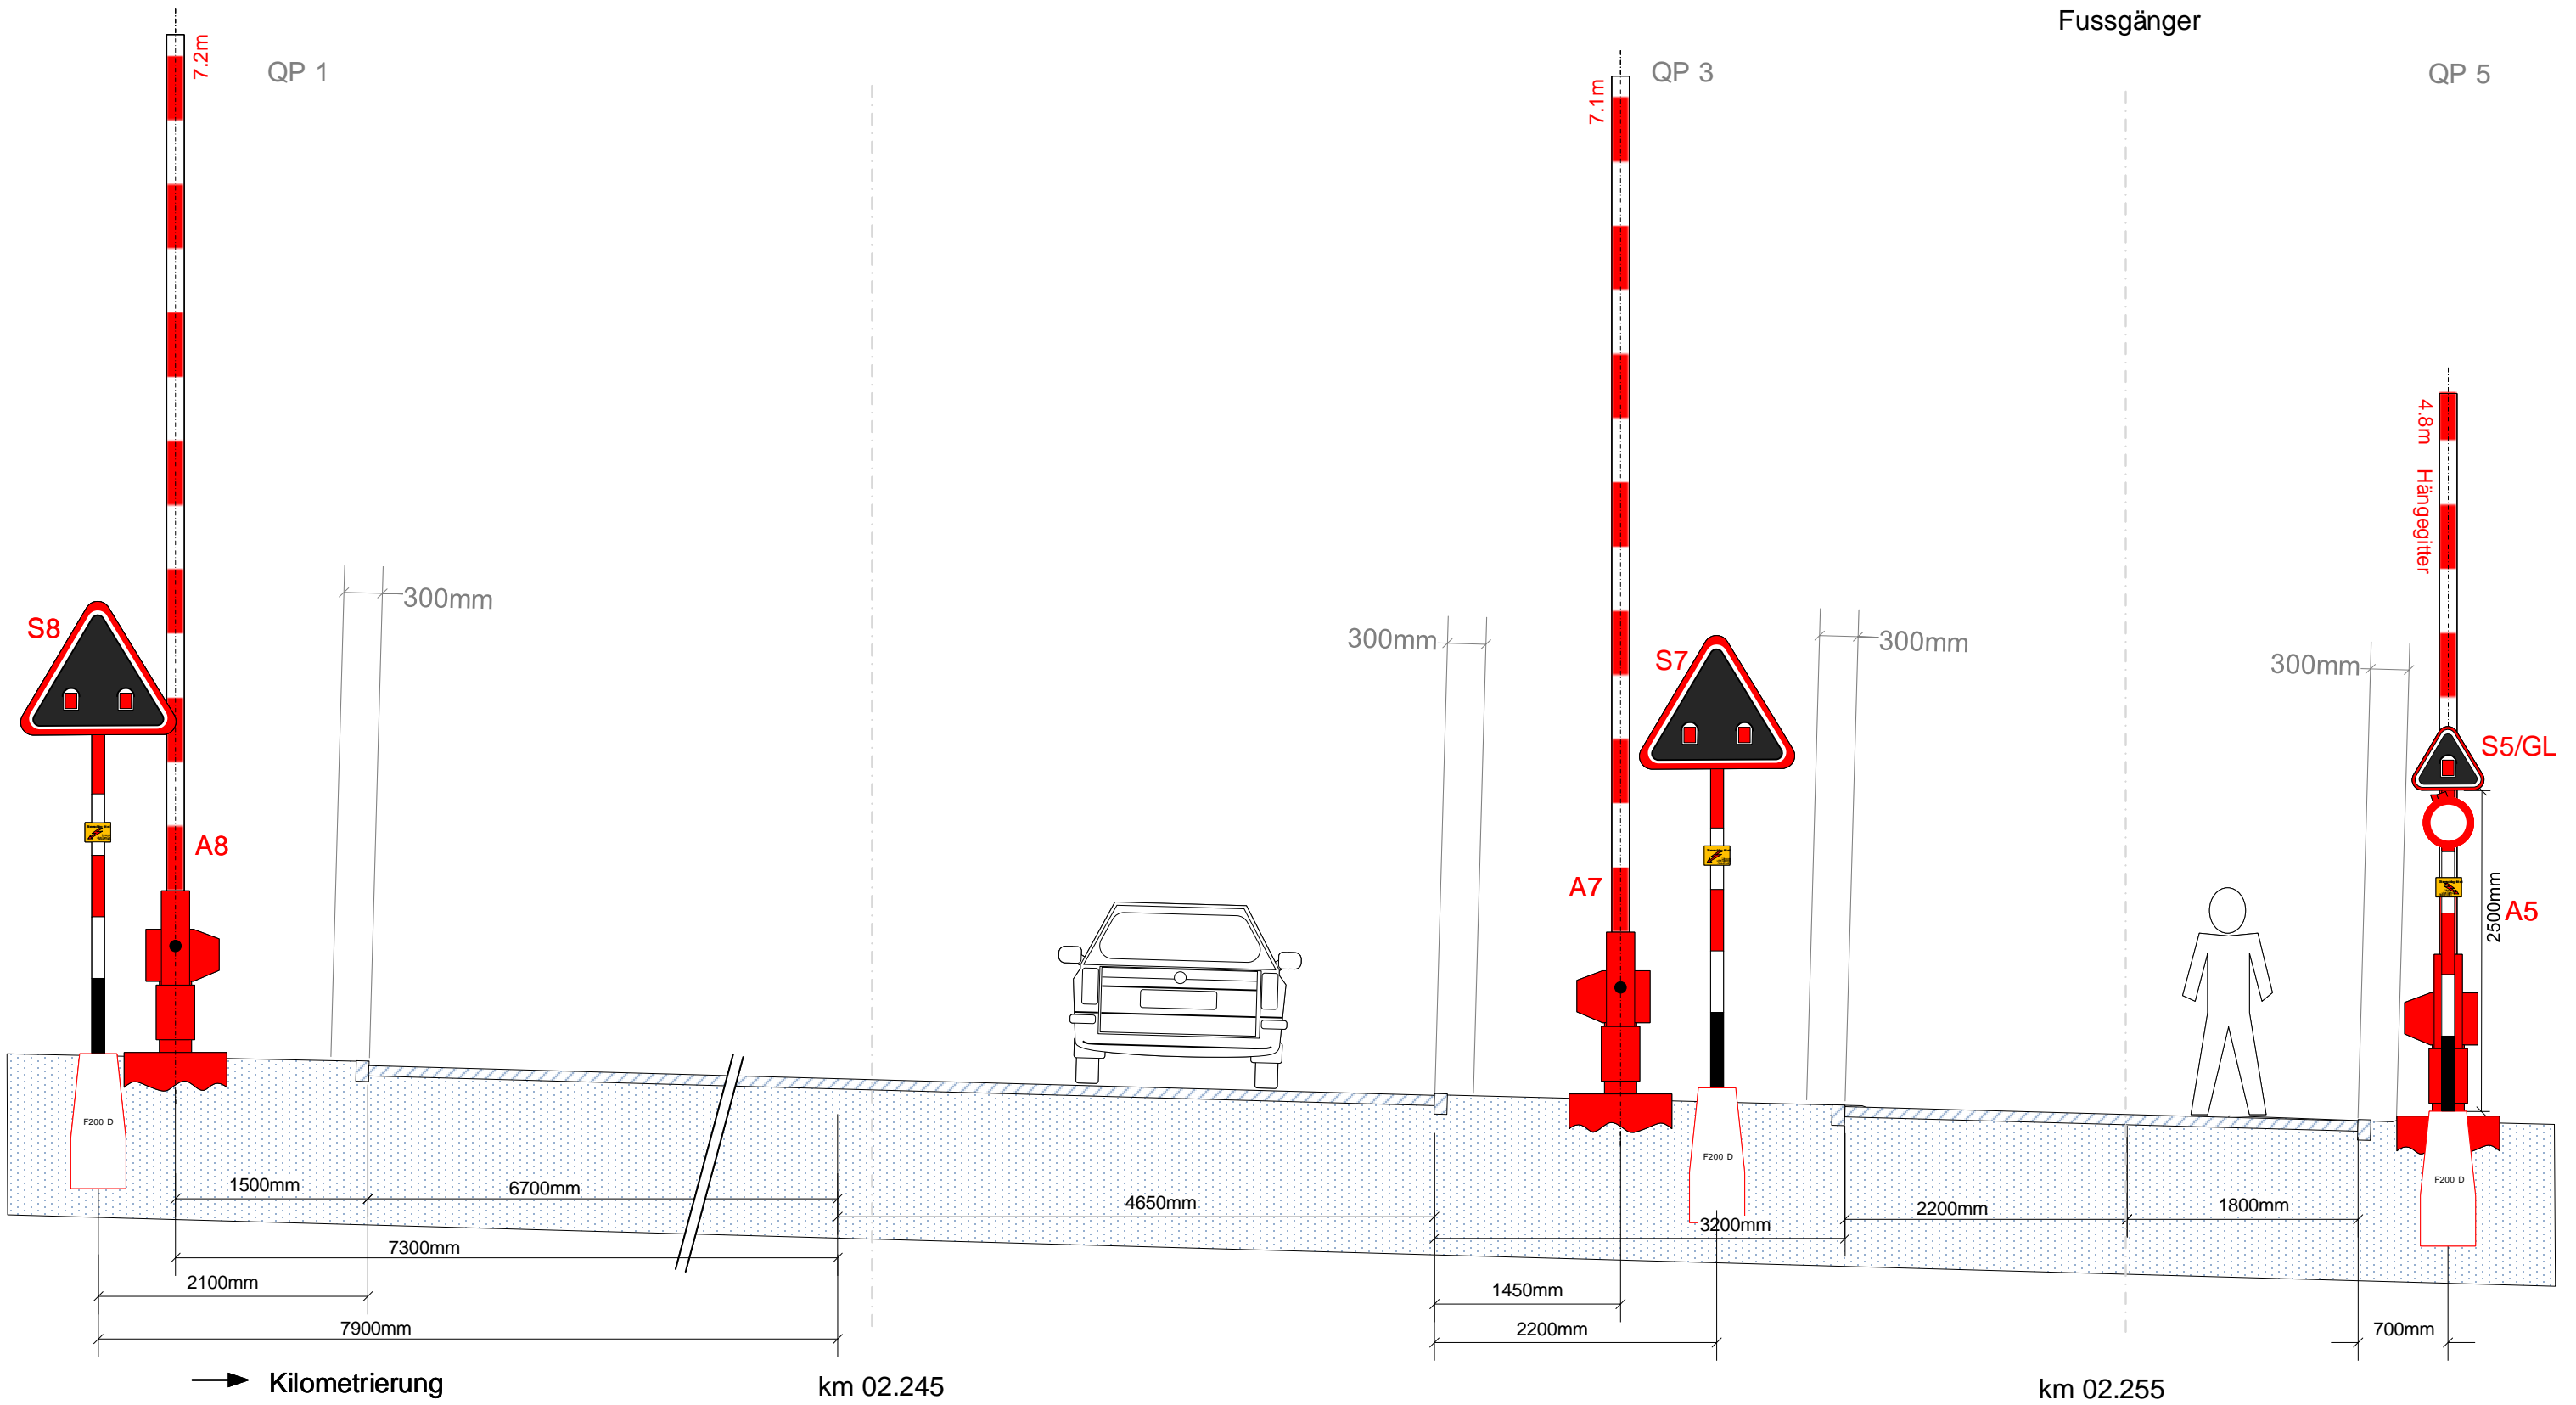 Fussgänger
7.2m
QP 1
7.1m
QP 3
QP 5
4.8m Hängegitter
300mm
S8
300mm
S7
300mm
300mm
S5/GL
A8
A7
2500mm
A5
F200 D
F200 D
F200 D
1500mm
6700mm
4650mm
3200mm
2200mm
1800mm
7300mm
2100mm
1450mm
7900mm
2200mm
700mm
Kilometrierung
km 02.245
km 02.255